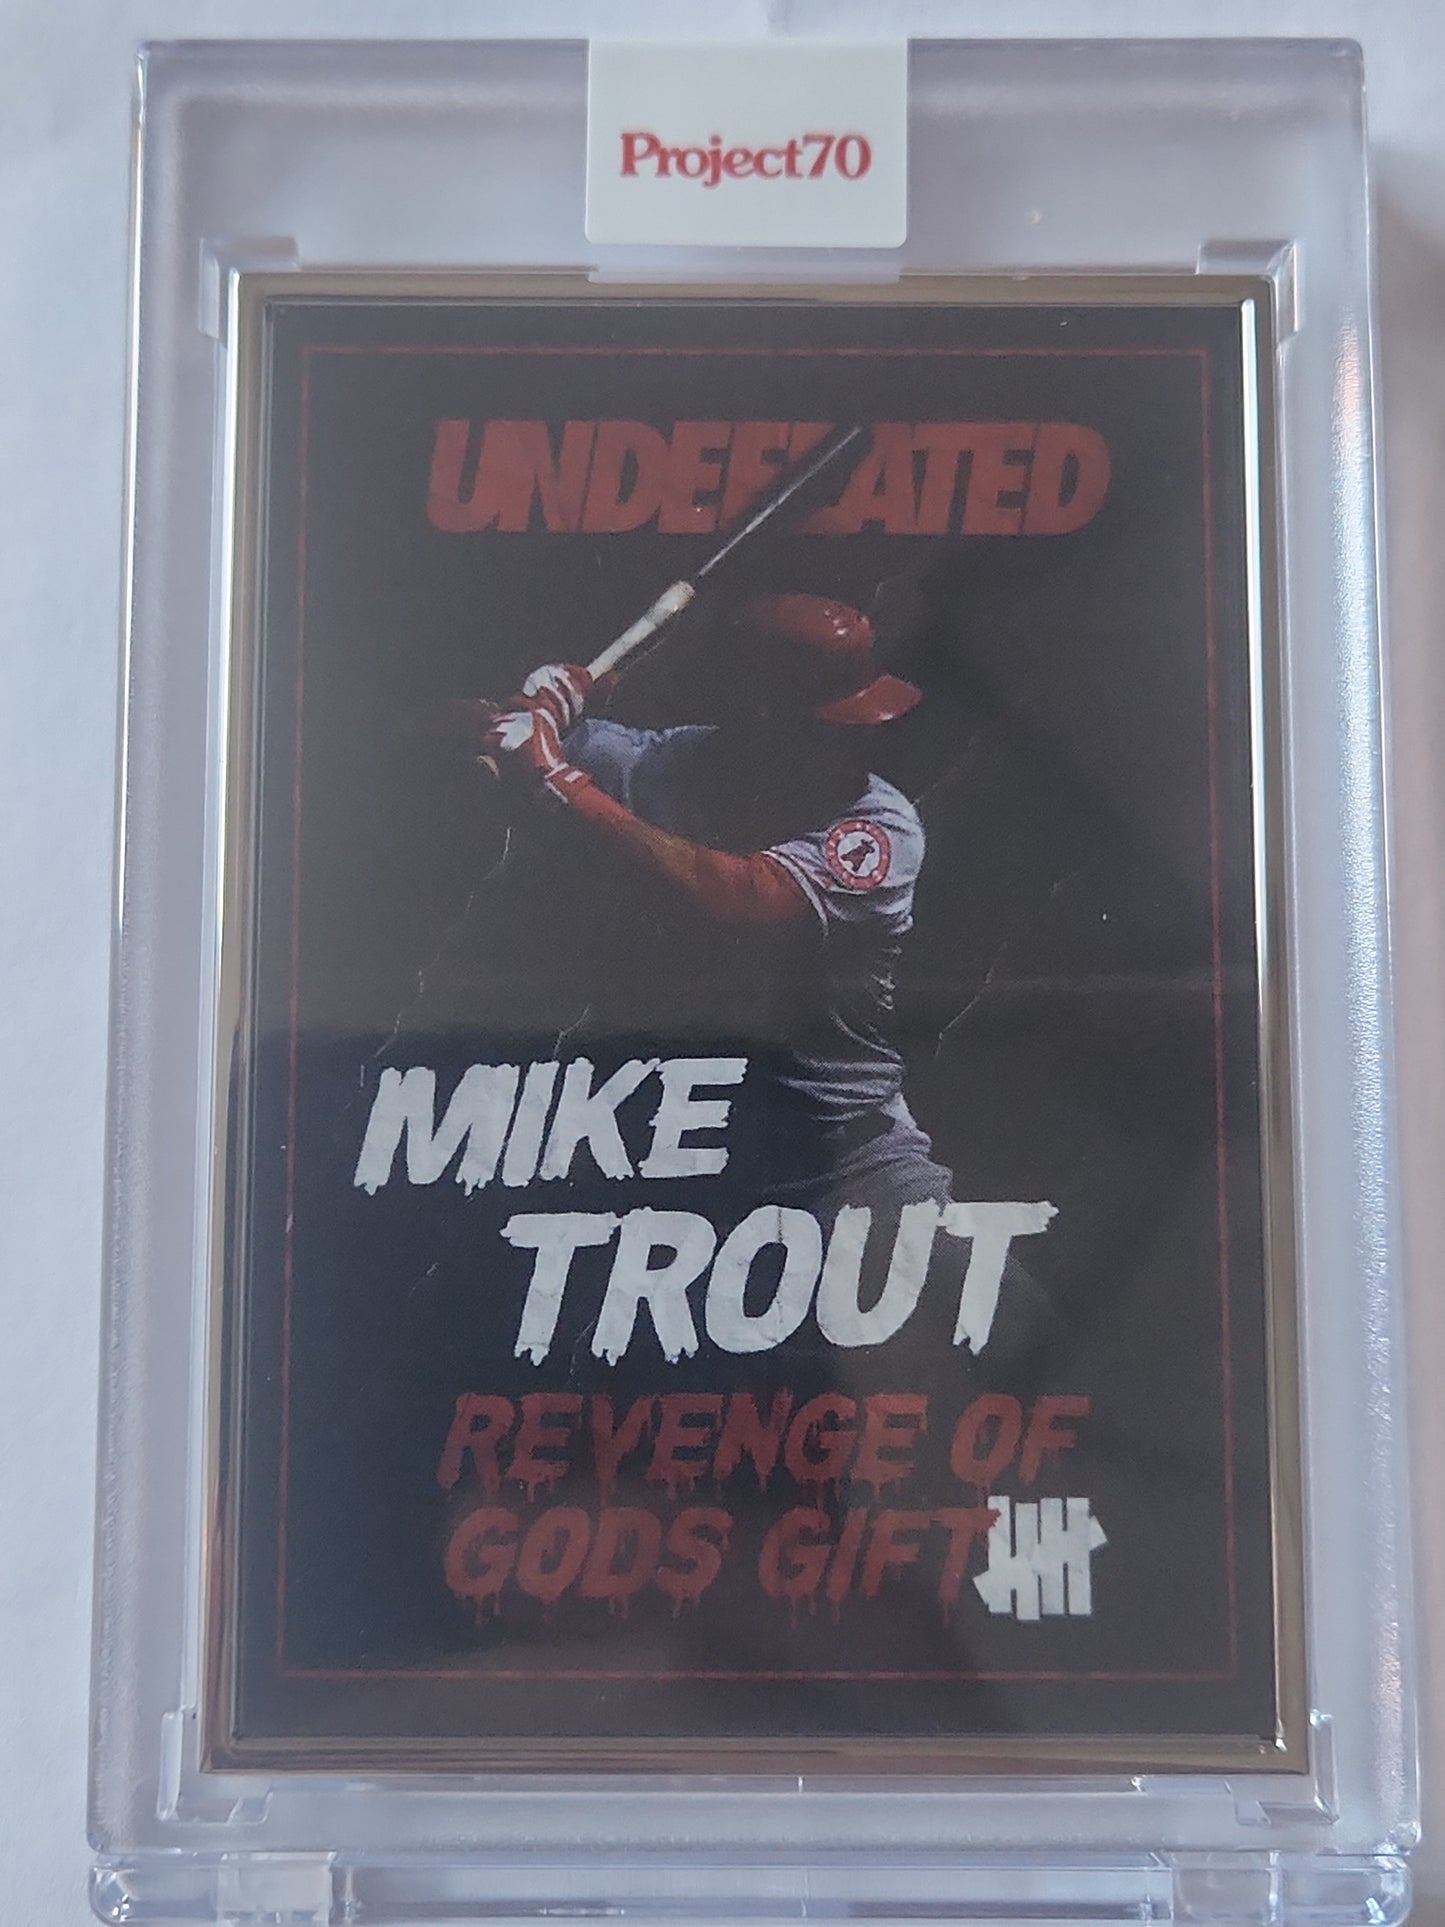 Project70
UNDEFEATED
MIKE
TROUT
REVENGE OF
GODS GIFT